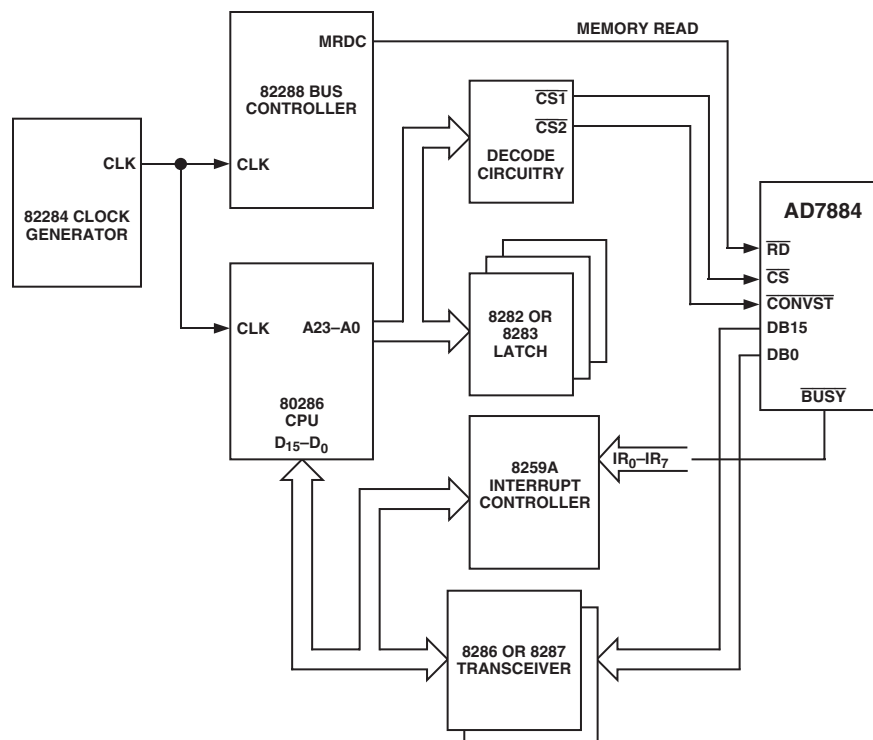 MRDC
MEMORY READ
82288 BUS
CONTROLLER
CLK
CLK
82284 CLOCK
GENERATOR
CS1
CS2
DECODE
CIRCUITRY
AD7884
RD
CS
CONVST
DB15
DB0
BUSY
CLK
A23–A0
80286
CPU
D15–D0
8282 OR
8283
LATCH
8259A
INTERRUPT
CONTROLLER
IR0–IR7
8286 OR 8287
TRANSCEIVER